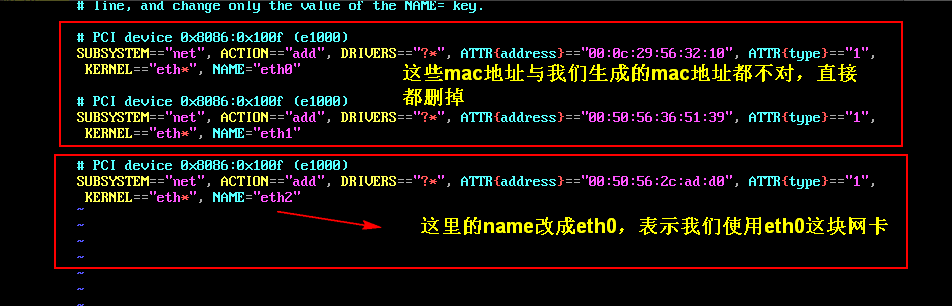 # line, and change only the value of the NAME= key.
# PCI device 0x8086:0x100f (e1000)
SUBSYSTEM=="net", ACTION=="add", DRIVERS=="?*", ATTR{address}=="00:0c:29:56:32:10", ATTR{type}=="1",
KERNEL=="eth*", NAME="eth0"
这些mac地址与我们生成的mac地址都不对，直接
都删掉
# PCI device 0x8086:0x100f (e1000)
SUBSYSTEM=="net", ACTION=="add", DRIVERS=="?*", ATTR{address}=="00:50:56:36:51:39", ATTR{type}=="1",
KERNEL=="eth*", NAME="eth1"
# PCI device 0x8086:0x100f (e1000)
SUBSYSTEM=="net", ACTION=="add", DRIVERS=="?*", ATTR{address}=="00:50:56:2c:ad:d0", ATTR{type}=="1",
KERNEL=="eth*", NAME="eth2"
~
~
这里的name改成eth0，表示我们使用eth0这块网卡
~
~
~
~
~